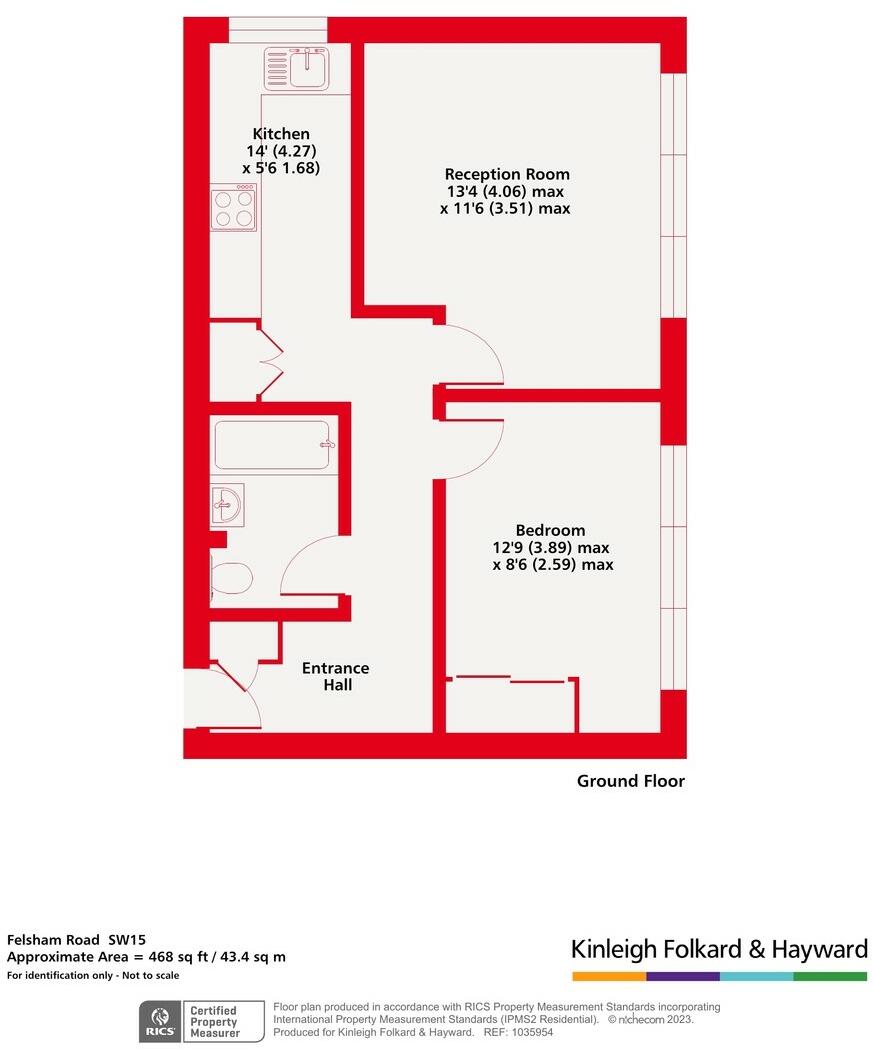 Kitchen
14' (4.27)
x 5'6 1.68)
Reception Room
13'4 (4.06) max
x 11'6 (3.51) max
Bedroom
12'9 (3.89) max
x 8'6 (2.59) max
Entrance
Hall
Ground Floor
Felsham Road SW15
Approximate Area = 468 sq ft / 43.4 sq m
For identification only - Not to scale
Kinleigh Folkard & Hayward
RICS
Certified
Property
Measurer
Floor plan produced in accordance with RICS Property Measurement Standards incorporating
International Property Measurement Standards (IPMS2 Residential). © nichecom 2023.
Produced for Kinleigh Folkard & Hayward. REF: 1035954